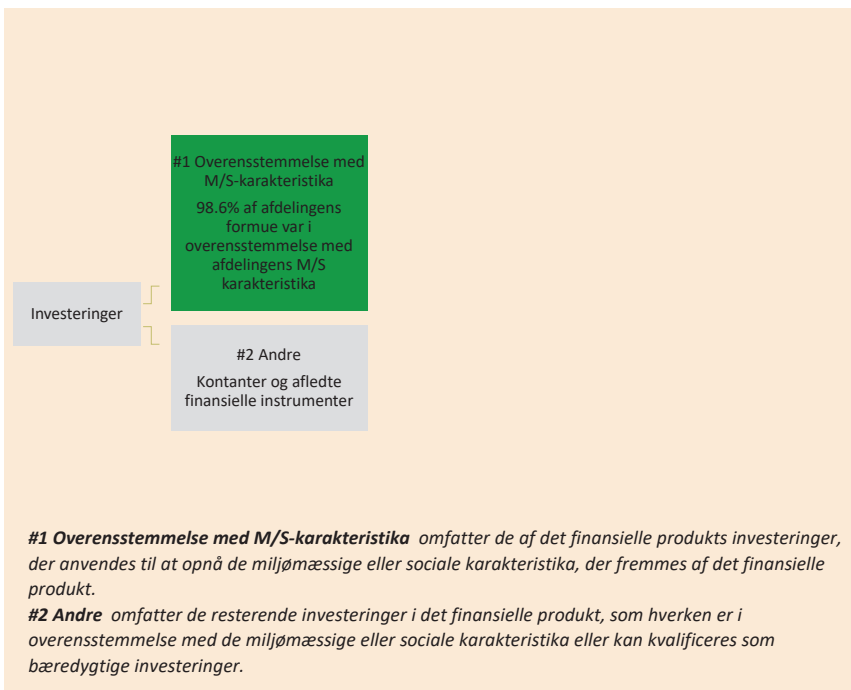 #1 Overensstemmelse med
M/S-karakteristika
98.6% af afdelingens
formue var i
overensstemmelse med
afdelingens M/S
karakteristika
Investeringer
#2 Andre
Kontanter og afledte
finansielle instrumenter
#1 Overensstemmelse med M/S-karakteristika omfatter de af det finansielle produkts investeringer,
der anvendes til at opnå de miljømæssige eller sociale karakteristika, der fremmes af det finansielle
produkt.
#2 Andre omfatter de resterende investeringer i det finansielle produkt, som hverken er i
overensstemmelse med de miljømæssige eller sociale karakteristika eller kan kvalificeres som
bæredygtige investeringer.